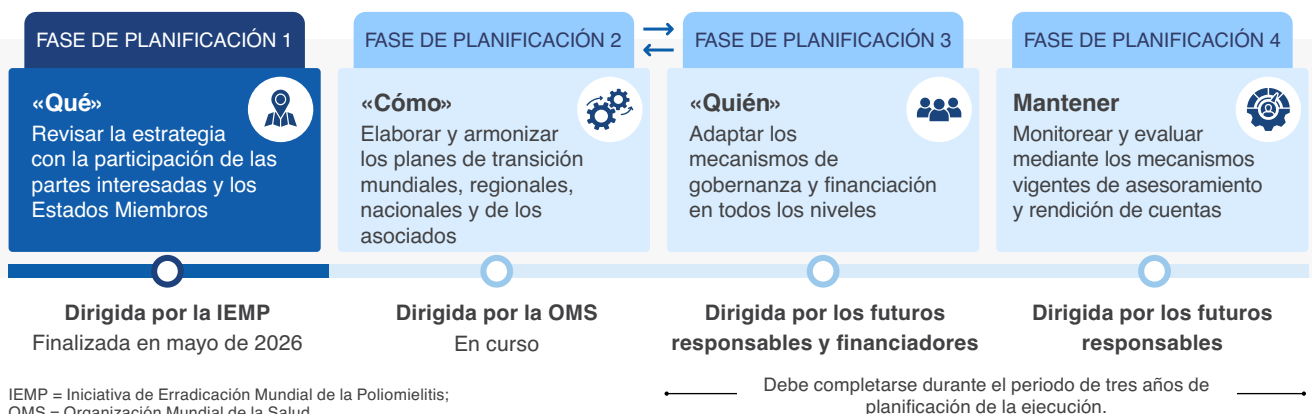 FASE DE PLANIFICACIÓN 1
«Qué»
Revisar la estrategia
con la participación de las
partes interesadas y los
Estados Miembros
Dirigida por la IEMP
Finalizada en mayo de 2026
FASE DE PLANIFICACIÓN 2
«Cómo»
Elaborar y armonizar
los planes de transición
mundiales, regionales,
nacionales y de los
asociados
Dirigida por la OMS
En curso
FASE DE PLANIFICACIÓN 3
«Quién»
Adaptar los
mecanismos de
gobernanza y financiación
en todos los niveles
Dirigida por los futuros
responsables y financiadores
FASE DE PLANIFICACIÓN 4
Mantener
Monitorear y evaluar
mediante los mecanismos
vigentes de asesoramiento
y rendición de cuentas
Dirigida por los futuros
responsables
Debe completarse durante el periodo de tres años de
planificación de la ejecución.
IEMP = Iniciativa de Erradicación Mundial de la Poliomielitis;
OMS = Organización Mundial de la Salud